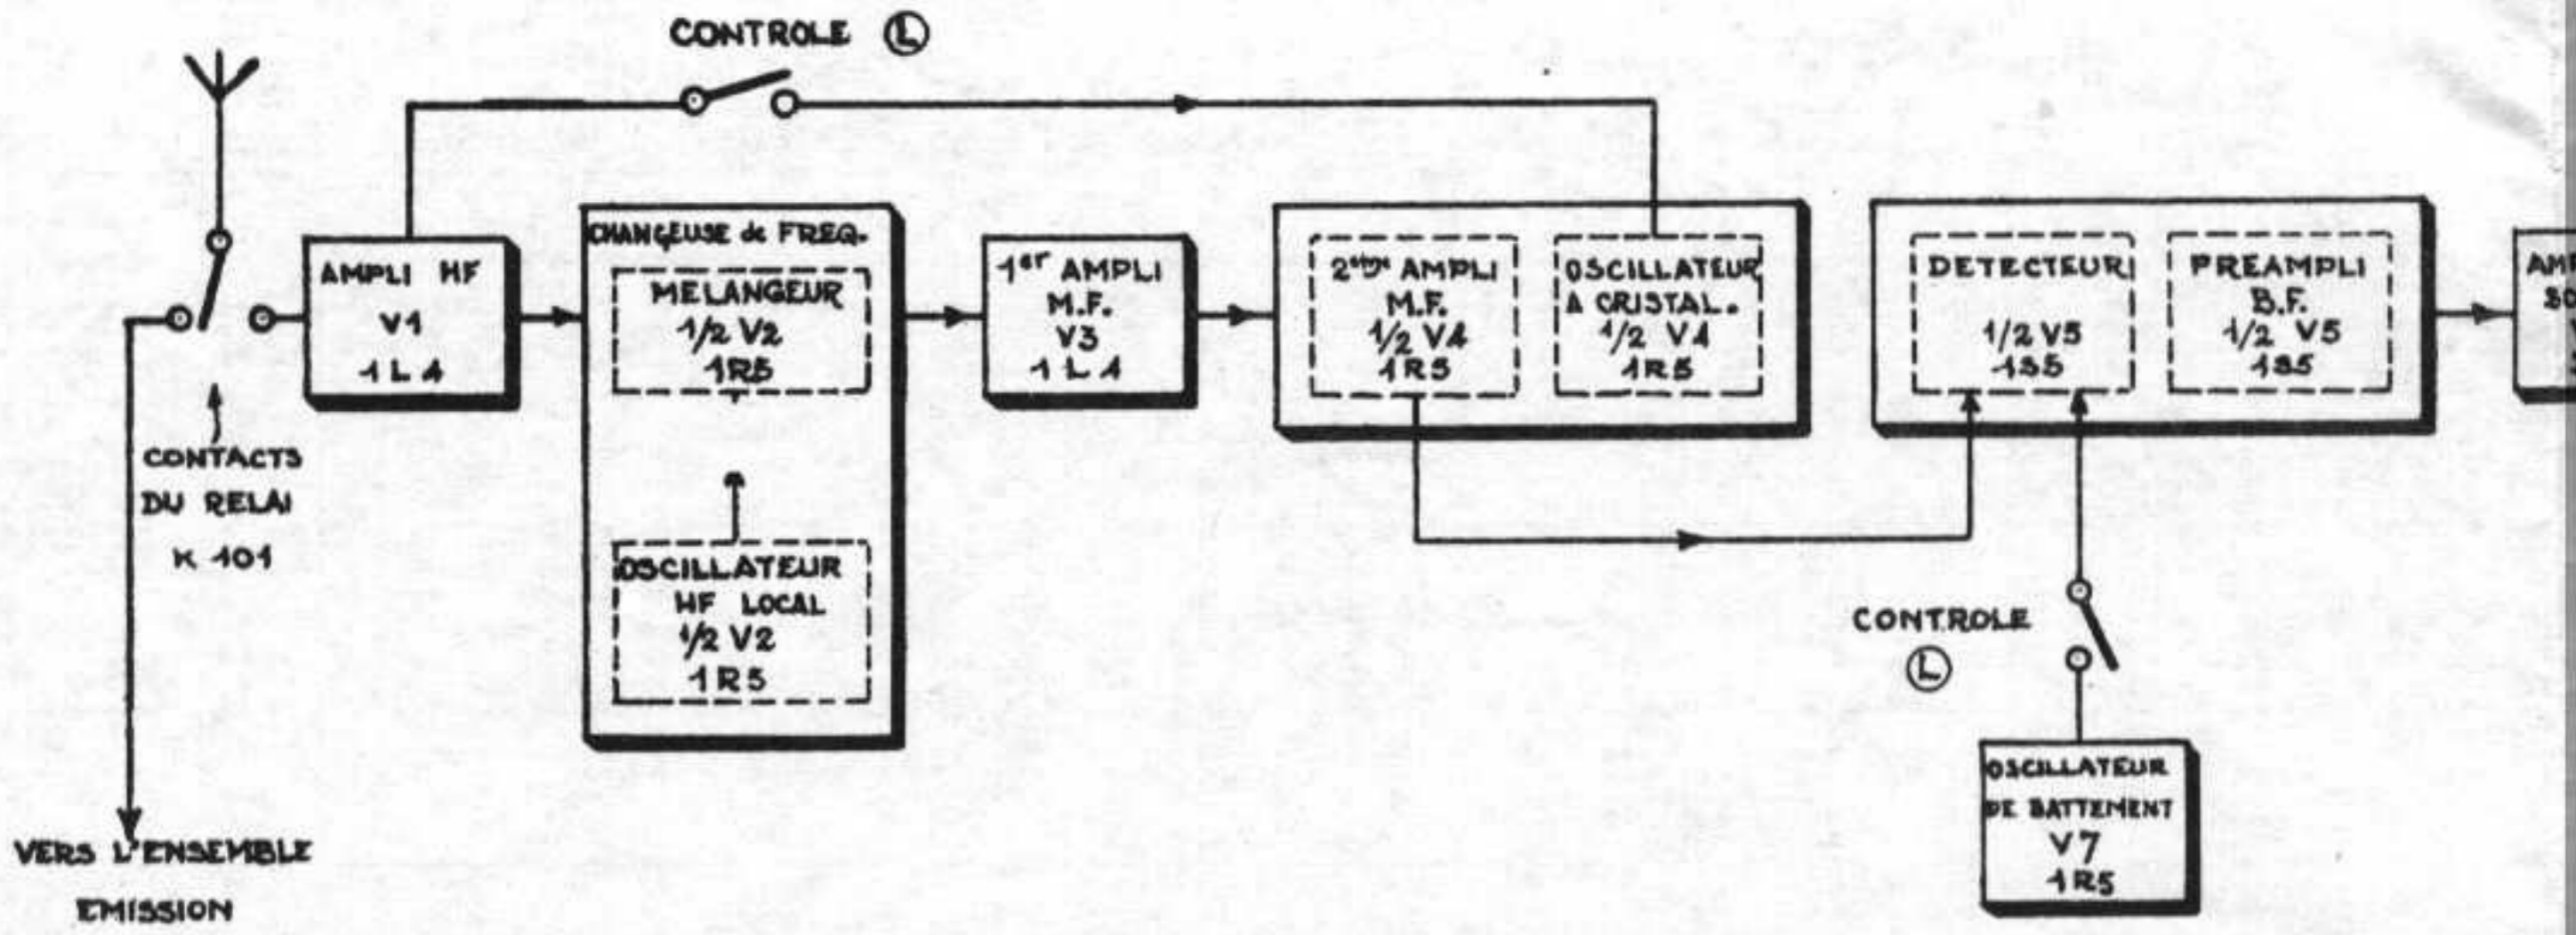 CONTROLE Ⓛ
AMPLI HF
V1
1L4
CONTACTS
DU RELAI
K 101
VERS L'ENSEMBLE
EMISSION
CHANGEUSE de FREQ.
MELANGEUR
1/2 V2
1R5
OSCILLATEUR
HF LOCAL
1/2 V2
1R5
1er AMPLI
M.F.
V3
1L4
2ème AMPLI
M.F.
1/2 V4
1R5
OSCILLATEUR
A CRISTAL.
1/2 V4
1R5
DETECTEUR
1/2 V5
1S5
PREAMPLI
B.F.
1/2 V5
1S5
CONTROLE
Ⓛ
OSCILLATEUR
DE BATTEMENT
V7
1R5